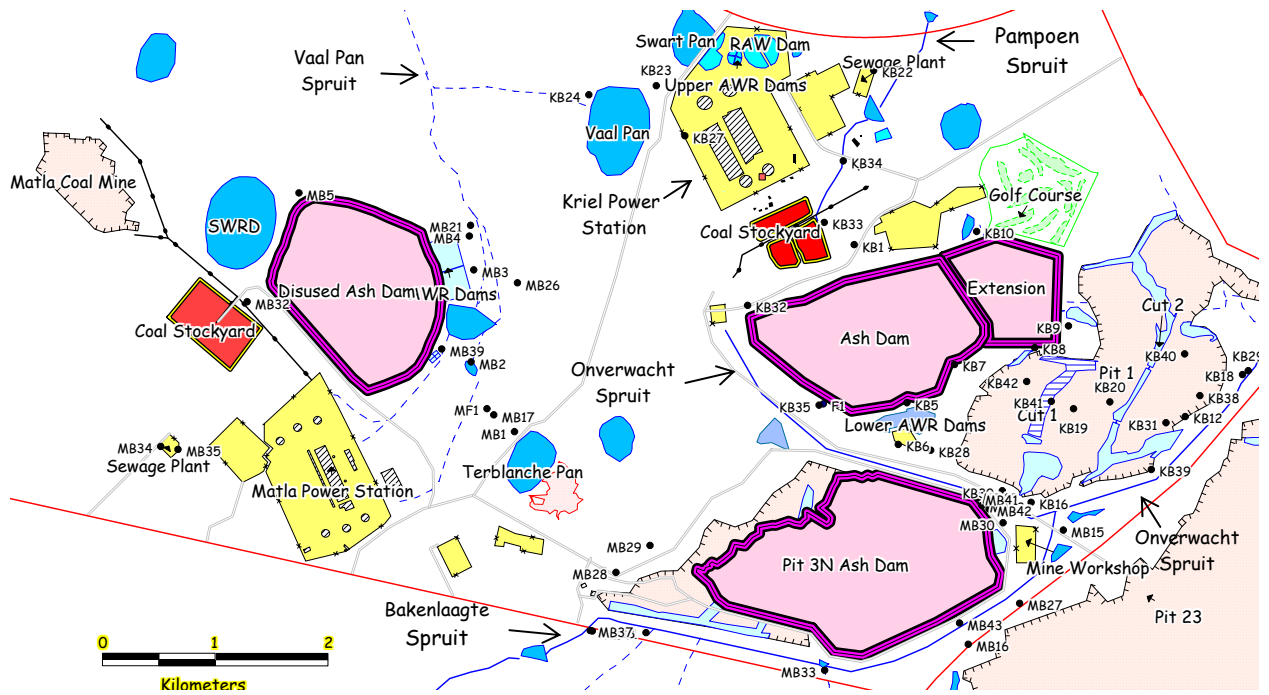 Pampoen
Spruit
Swart Pan
RAW Dam
Vaal Pan
Spruit
Sewage Plant
KB22
KB23
Upper AWR Dams
KB24
Vaal Pan
KB27
KB34
Matla Coal Mine
MB5
Kriel Power
Station
Golf Course
SWRD
MB21
MB4
Coal Stockyard
KB33
KB1
KB10
MB3
MB26
Disused Ash Dam
WR Dams
Extension
MB32
KB32
Cut 2
Coal Stockyard
Ash Dam
KB9
KB8
MB39
MB2
KB7
KB40
KB29
KB18
Onverwacht
Spruit
Pit 1
KB42
KB20
KB38
MF1
MB17
KB35
F1
KB5
KB41
Cut 1
KB19
KB12
KB31
Lower AWR Dams
MB1
MB34
MB35
Sewage Plant
KB6
KB28
Terblanche Pan
KB39
Matla Power Station
MB41
KB16
MB42
MB30
MB15
Onverwacht
Spruit
MB29
Pit 3N Ash Dam
Mine Workshop
MB28
MB27
Pit 23
Bakenlaagte
Spruit
MB37
MB43
MB16
MB33
0 1 2
Kilometers